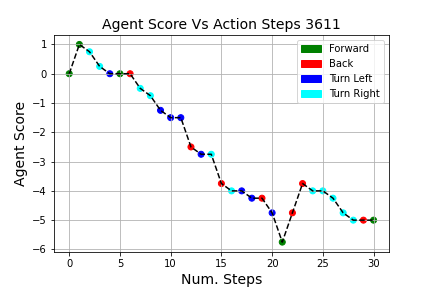 Agent Score Vs Action Steps 3611
Forward
Back
Turn Left
Turn Right
1
0
−1
−2
−3
−4
−5
−6
Agent Score
0 5 10 15 20 25 30
Num. Steps